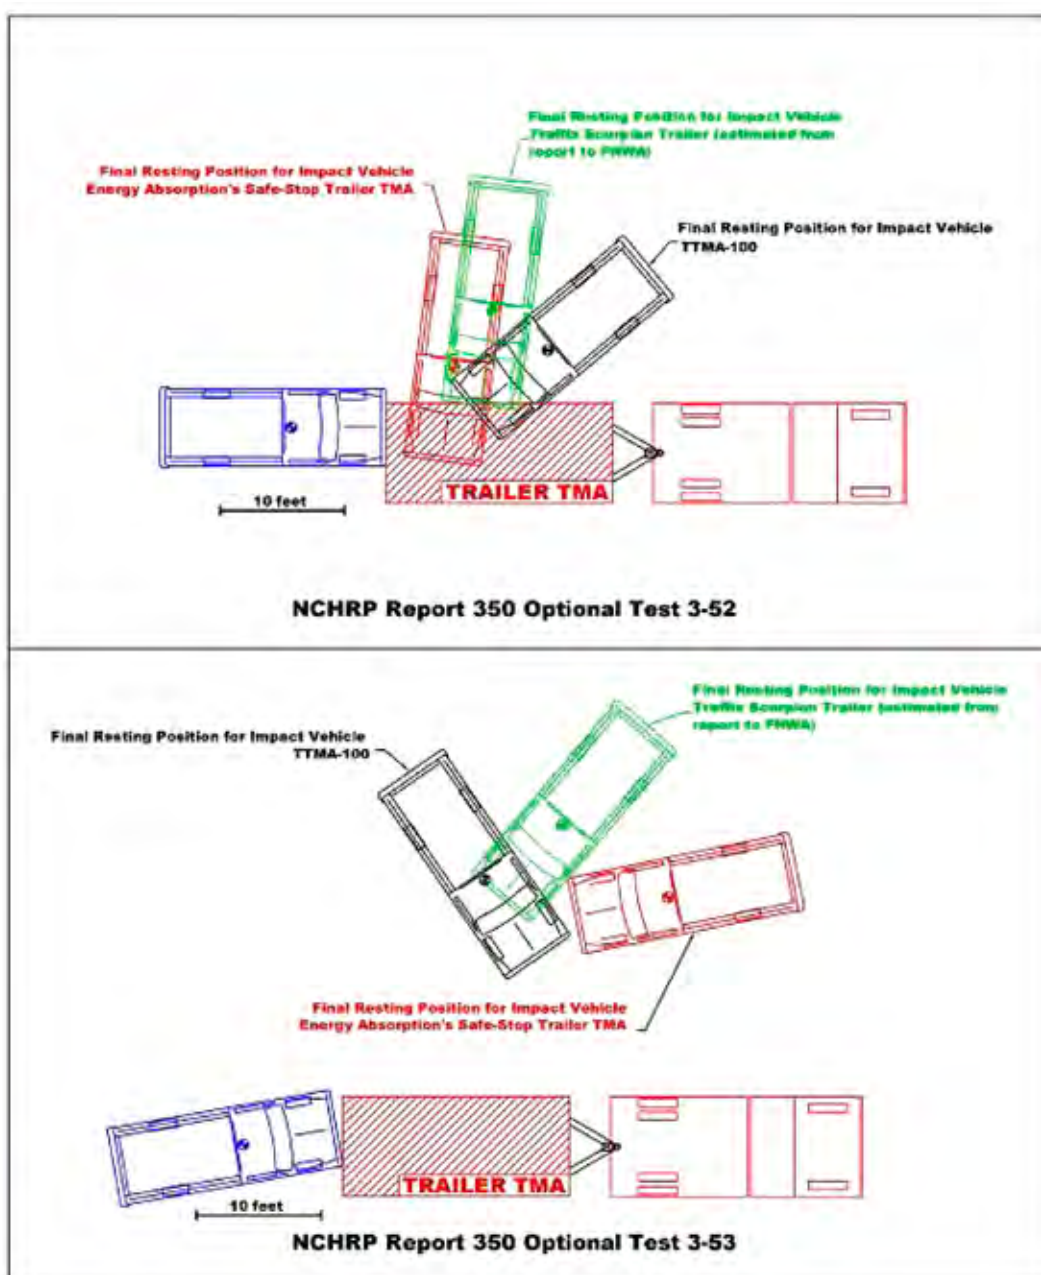 Final Resting Position for Impact Vehicle
Traffix Scorpion Trailer (estimated from
report to FHWA)
Final Resting Position for Impact Vehicle
Energy Absorption's Safe-Stop Trailer TMA
Final Resting Position for Impact Vehicle
TTMA-100
TRAILER TMA
10 feet
NCHRP Report 350 Optional Test 3-52
Final Resting Position for Impact Vehicle
Traffix Scorpion Trailer (estimated from
report to FHWA)
Final Resting Position for Impact Vehicle
TTMA-100
Final Resting Position for Impact Vehicle
Energy Absorption's Safe-Stop Trailer TMA
TRAILER TMA
10 feet
NCHRP Report 350 Optional Test 3-53